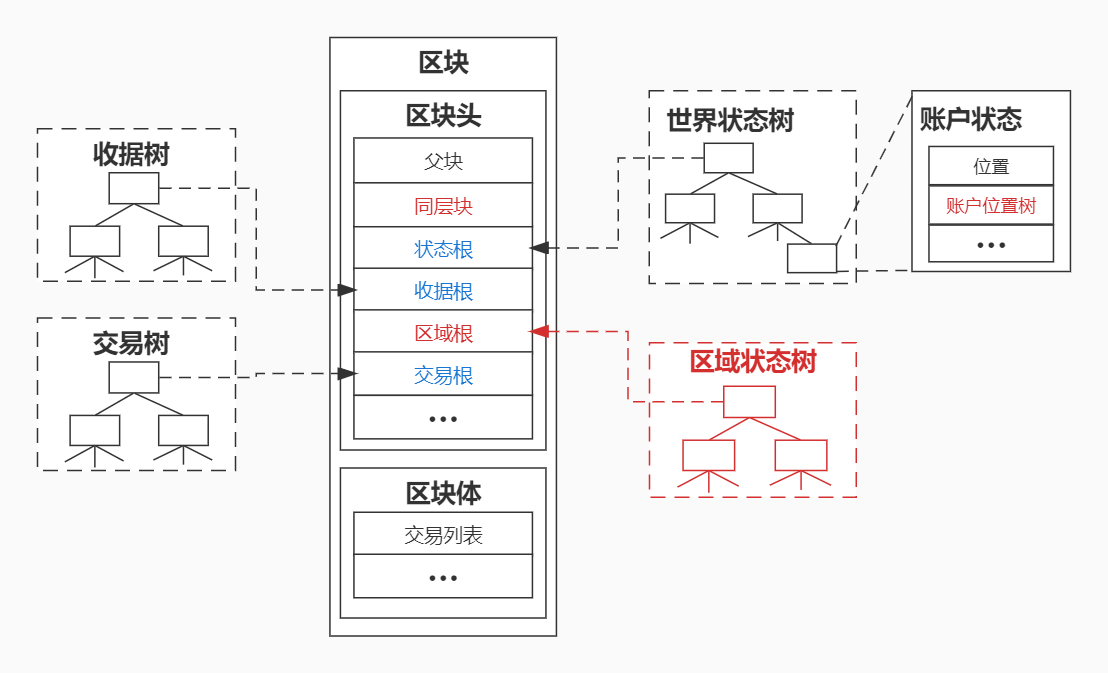 收据树
交易树
区块
区块头
父块
同层块
状态根
收据根
区域根
交易根
•••
区块体
交易列表
•••
世界状态树
区域状态树
账户状态
位置
账户位置树
•••